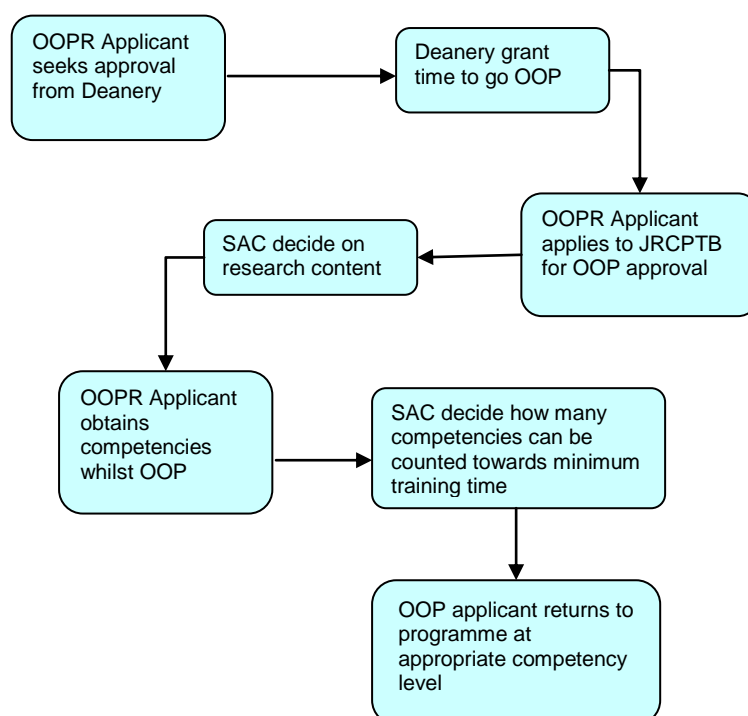 OOPR Applicant
seeks approval
from Deanery
Deanery grant
time to go OOP
OOPR Applicant
applies to JRCPTB
for OOP approval
SAC decide on
research content
OOPR Applicant
obtains
competencies
whilst OOP
SAC decide how many
competencies can be
counted towards minimum
training time
OOP applicant returns to
programme at
appropriate competency
level